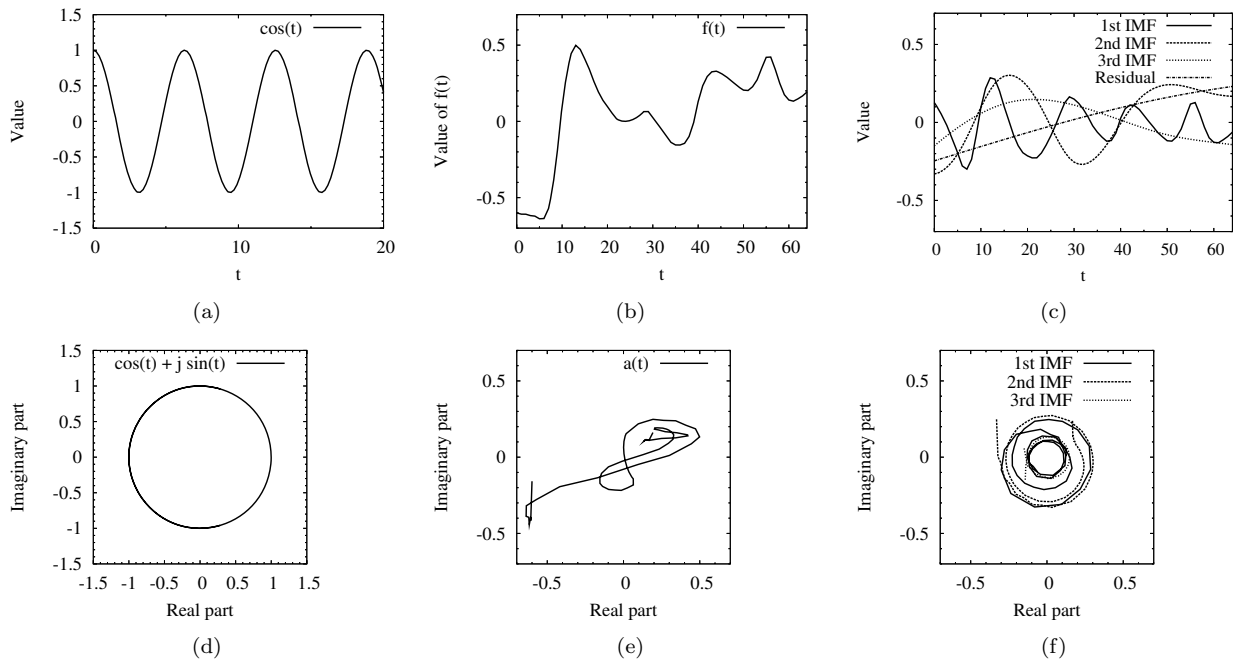 1.5
1
0.5
0
-0.5
-1
-1.5
Value
cos(t)
0
10
20
t
(a)
0.5
0
-0.5
Value of f(t)
f(t)
0 10 20 30 40 50 60
t
(b)
0.5
0
-0.5
Value
1st IMF
2nd IMF
3rd IMF
Residual
0 10 20 30 40 50 60
t
(c)
1.5
1
0.5
0
-0.5
-1
-1.5
Imaginary part
cos(t) + j sin(t)
-1.5 -1 -0.5 0 0.5 1 1.5
Real part
(d)
0.5
0
-0.5
Imaginary part
a(t)
-0.5 0 0.5
Real part
(e)
0.5
0
-0.5
Imaginary part
1st IMF
2nd IMF
3rd IMF
-0.5 0 0.5
Real part
(f)